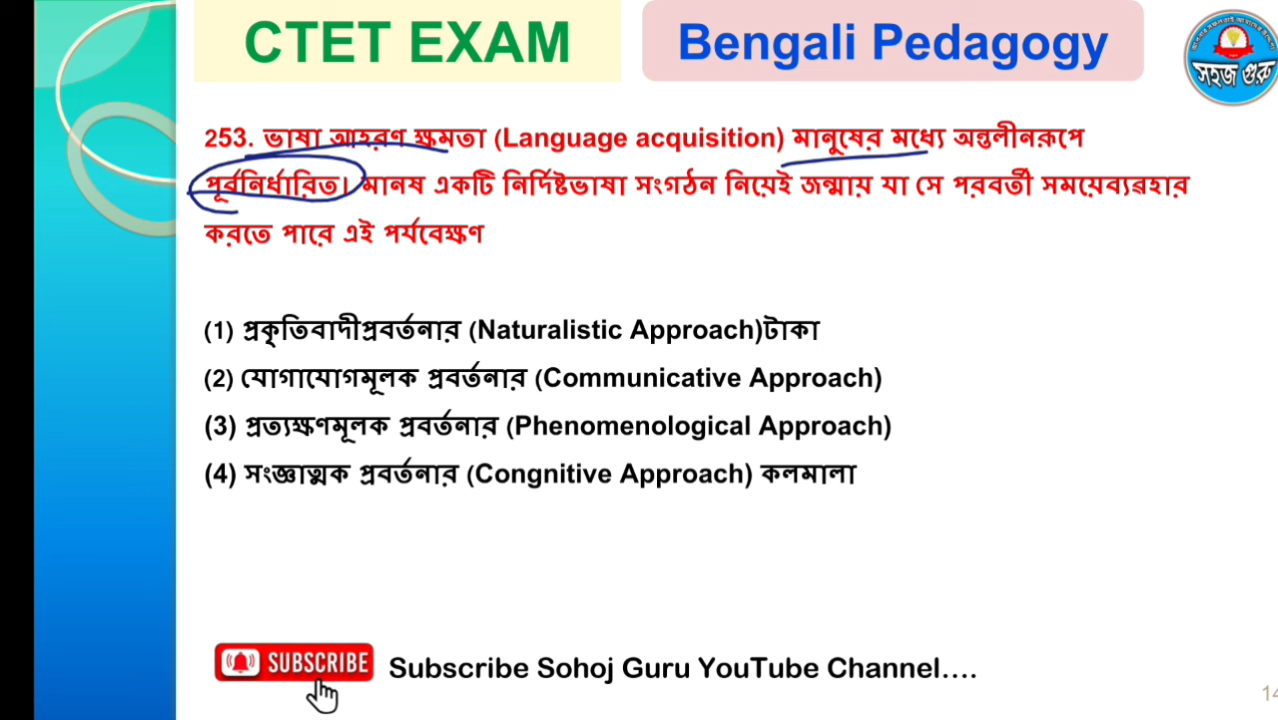 CTET EXAM
Bengali Pedagogy
সহজ গুরু
253. ভাষা আহরণ ক্ষমতা (Language acquisition) মানুষের মধ্যে অন্তলীনরূপে
পূর্বনির্ধারিত। মানষ একটি নির্দিষ্টভাষা সংগঠন নিয়েই জন্মায় যা সে পরবর্তী সময়েব্যৱহার
করতে পারে এই পর্যবেক্ষণ
(1) প্রকৃতিবাদীপ্রবর্তনার (Naturalistic Approach)টাকা
(2) যোগাযোগমূলক প্রবর্তনার (Communicative Approach)
(3) প্রত্যক্ষণমূলক প্রবর্তনার (Phenomenological Approach)
(4) সংজ্ঞাত্মক প্রবর্তনার (Congnitive Approach) কলমালা
SUBSCRIBE
Subscribe Sohoj Guru YouTube Channel....
14